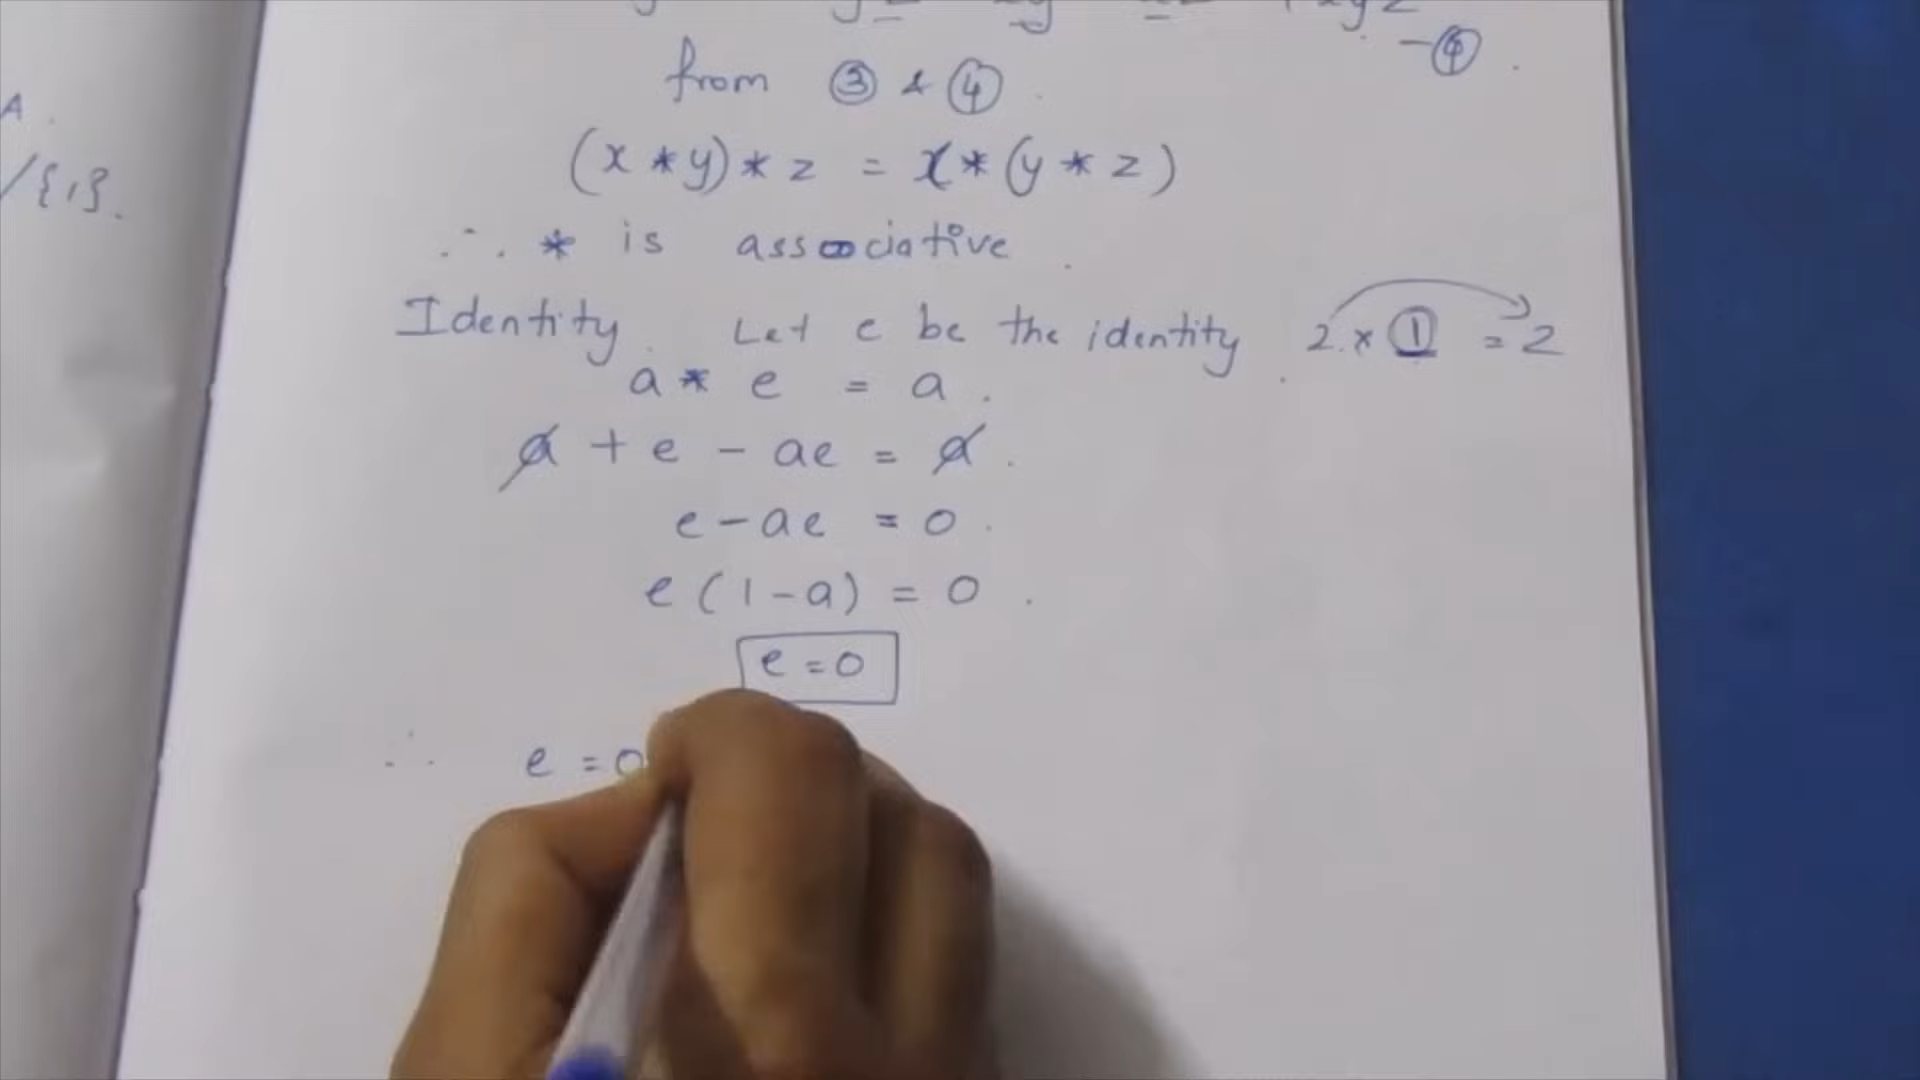 A.
/{1}.
- ④
from ③ & ④
(x * y) * z = x * (y * z)
∴ * is associative.
Identity. Let e be the identity. 2 x ① = 2
a * e = a.
a + e - ae = a.
e - ae = 0.
e (1 - a) = 0.
e = 0
∴ e = 0